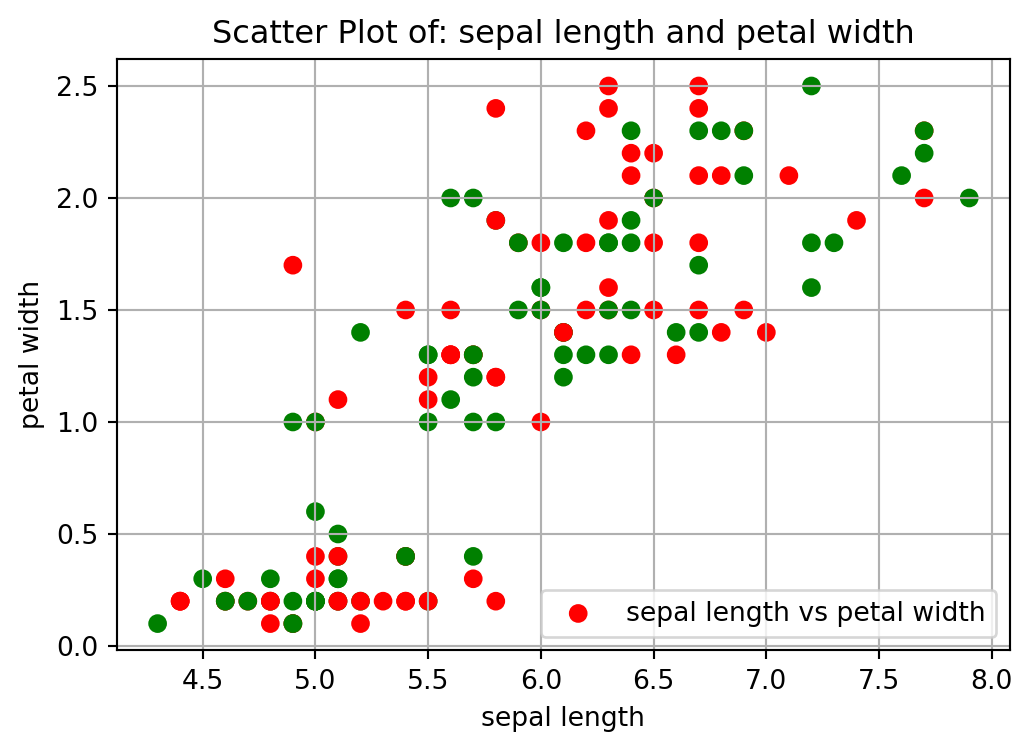 Scatter Plot of: sepal length and petal width
petal width
2.5
2.0
1.5
1.0
0.5
0.0
sepal length vs petal width
4.5 5.0 5.5 6.0 6.5 7.0 7.5 8.0
sepal length